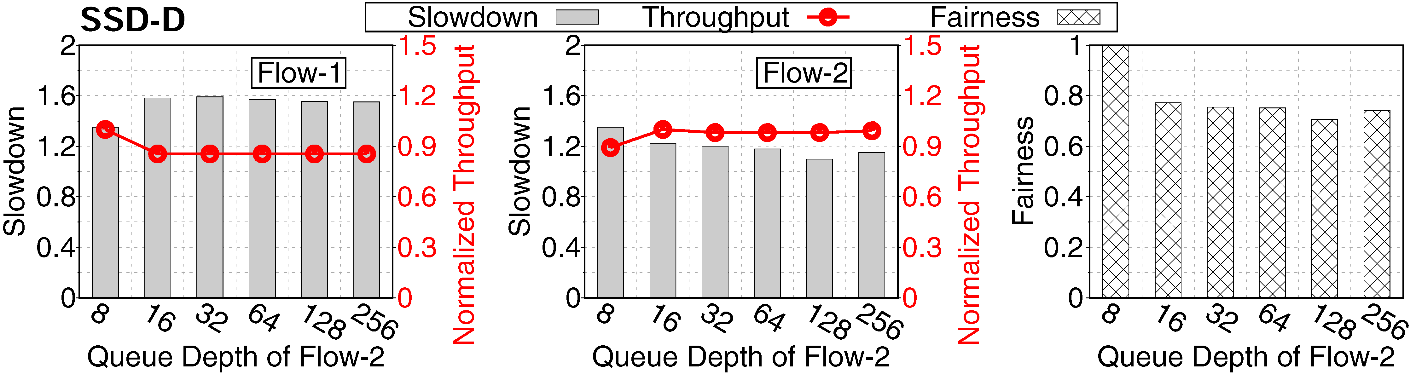 SSD-D
Slowdown Throughput Fairness
Flow-1
Slowdown
2
1.6
1.2
0.8
0.4
0
Normalized Throughput
1.5
1.2
0.9
0.6
0.3
0
8 16 32 64 128 256
Queue Depth of Flow-2
Flow-2
Slowdown
2
1.6
1.2
0.8
0.4
0
Normalized Throughput
1.5
1.2
0.9
0.6
0.3
0
8 16 32 64 128 256
Queue Depth of Flow-2
Fairness
1
0.8
0.6
0.4
0.2
0
8 16 32 64 128 256
Queue Depth of Flow-2